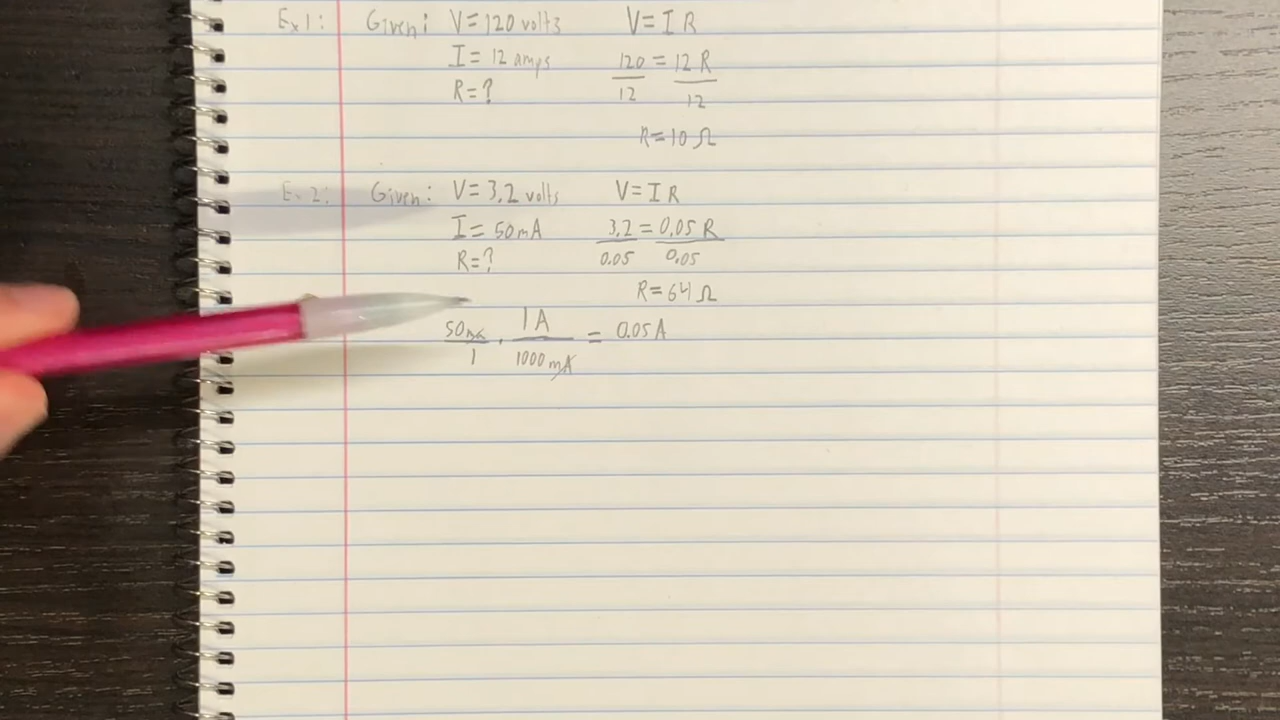 Ex 1: Given: V = 120 volts V = I R
I = 12 amps 120 = 12 R
R = ? 12 12
R = 10 Ω
Ex 2: Given: V = 3.2 volts V = I R
I = 50 mA 3.2 = 0.05 R
R = ? 0.05 0.05
R = 64 Ω
50 mA · 1 A = 0.05 A
1 1000 mA